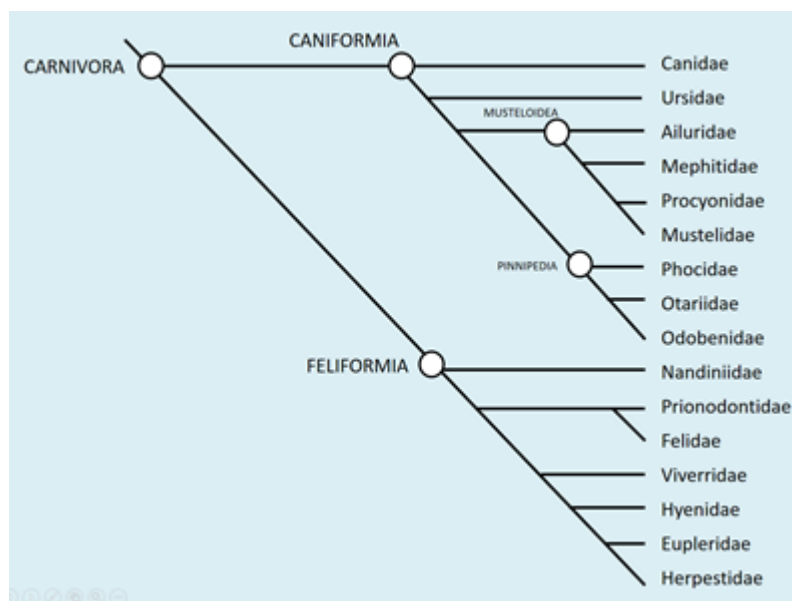 CANIFORMIA
CARNIVORA
Canidae
Ursidae
MUSTELOIDEA
Ailuridae
Mephitidae
Procyonidae
Mustelidae
PINNIPEDIA
Phocidae
Otariidae
Odobenidae
FELIFORMIA
Nandiniidae
Prionodontidae
Felidae
Viverridae
Hyenidae
Eupleridae
Herpestidae